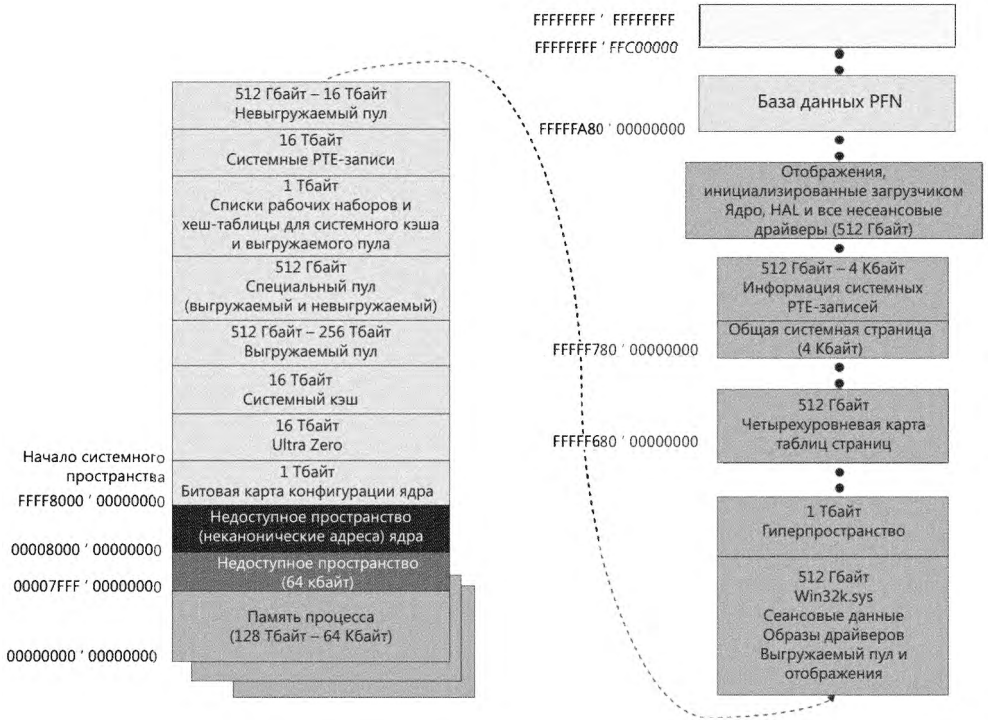 512 Гбайт – 16 Тбайт
Невыгружаемый пул
16 Тбайт
Системные PTE-записи
1 Тбайт
Списки рабочих наборов и
хеш-таблицы для системного кэша
и выгружаемого пула
512 Гбайт
Специальный пул
(выгружаемый и невыгружаемый)
512 Гбайт – 256 Тбайт
Выгружаемый пул
16 Тбайт
Системный кэш
16 Тбайт
Ultra Zero
Начало системного
пространства
FFFF8000 ' 00000000
1 Тбайт
Битовая карта конфигурации ядра
Недоступное пространство
(неканонические адреса) ядра
00008000 ' 00000000
Недоступное пространство
(64 кбайт)
00007FFF ' 00000000
Память процесса
(128 Тбайт – 64 Кбайт)
00000000 ' 00000000
FFFFFFFF ' FFFFFFFF
FFFFFFFF ' FFC00000
База данных PFN
FFFFFA80 ' 00000000
Отображения,
инициализированные загрузчиком
Ядро, HAL и все несеансовые
драйверы (512 Гбайт)
512 Гбайт – 4 Кбайт
Информация системных
PTE-записей
Общая системная страница
(4 Кбайт)
FFFFF780 ' 00000000
512 Гбайт
Четырехуровневая карта
таблиц страниц
FFFFF680 ' 00000000
1 Тбайт
Гиперпространство
512 Гбайт
Win32k.sys
Сеансовые данные
Образы драйверов
Выгружаемый пул и
отображения